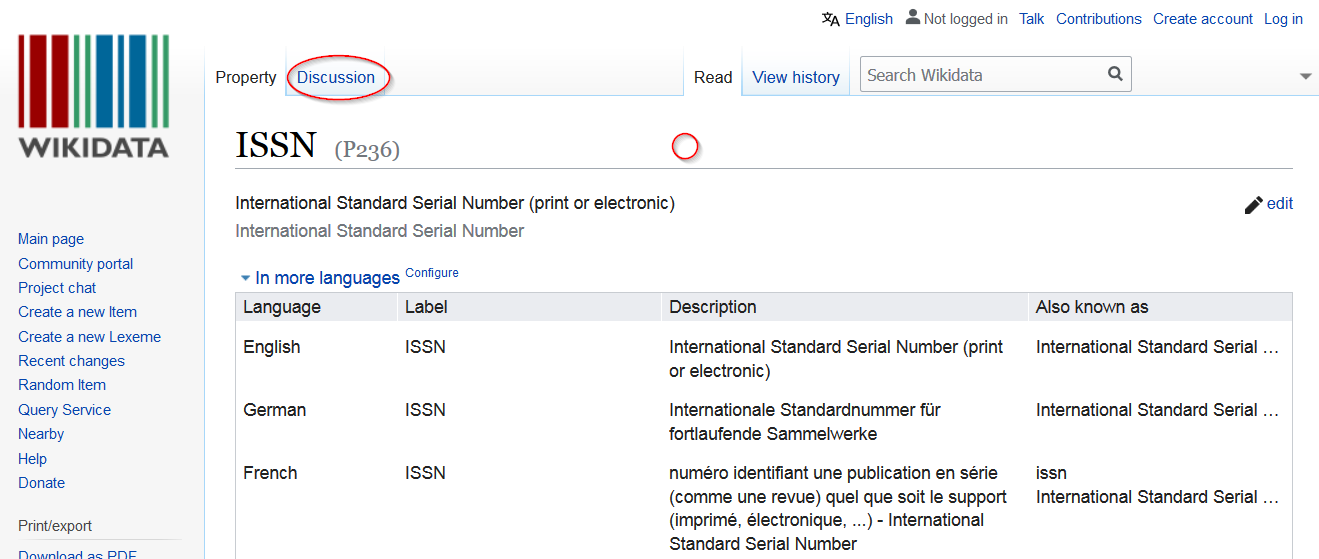 English Not logged in Talk Contributions Create account Log in
WIKIDATA
Property Discussion Read View history Search Wikidata
ISSN (P236)
International Standard Serial Number (print or electronic)
edit
International Standard Serial Number
In more languages Configure
Language Label Description Also known as
English ISSN International Standard Serial Number (print International Standard Serial ...
or electronic)
German ISSN Internationale Standardnummer für International Standard Serial ...
fortlaufende Sammelwerke
French ISSN numéro identifiant une publication en série issn
(comme une revue) quel que soit le support International Standard Serial ...
(imprimé, électronique, ...) - International
Standard Serial Number
Main page
Community portal
Project chat
Create a new Item
Create a new Lexeme
Recent changes
Random Item
Query Service
Nearby
Help
Donate
Print/export
Download as PDF